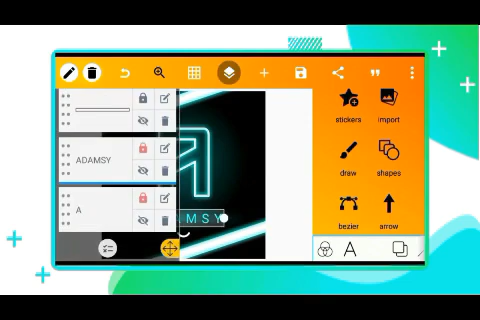 stickers
import
ADAMSY
draw
shapes
A
bezier
arrow
A